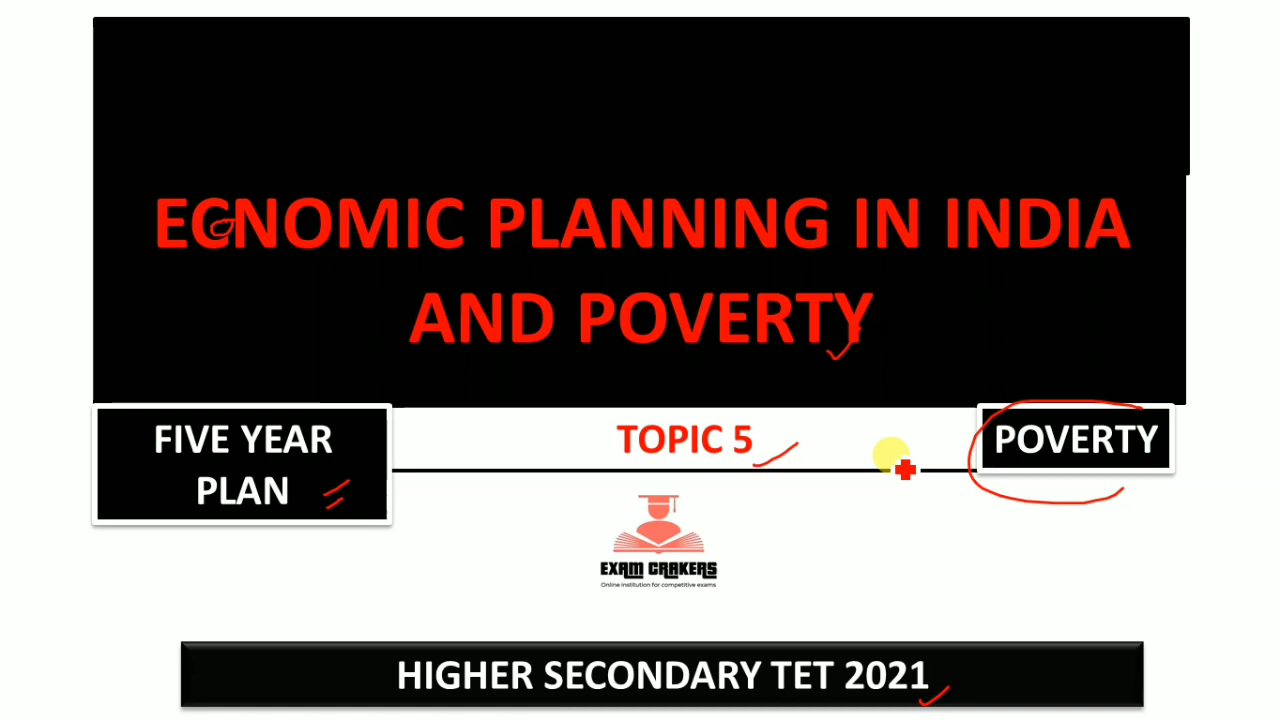 ECNOMIC PLANNING IN INDIA
AND POVERTY
FIVE YEAR
PLAN
TOPIC 5
POVERTY
EXAM CRAKERS
Online institution for competitive exams
HIGHER SECONDARY TET 2021